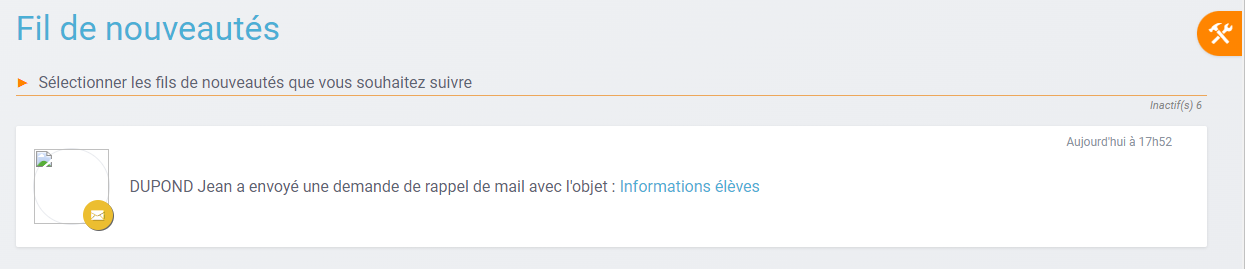 Fil de nouveautés
► Sélectionner les fils de nouveautés que vous souhaitez suivre
Inactif(s) 6
Aujourd'hui à 17h52
DUPOND Jean a envoyé une demande de rappel de mail avec l'objet : Informations élèves